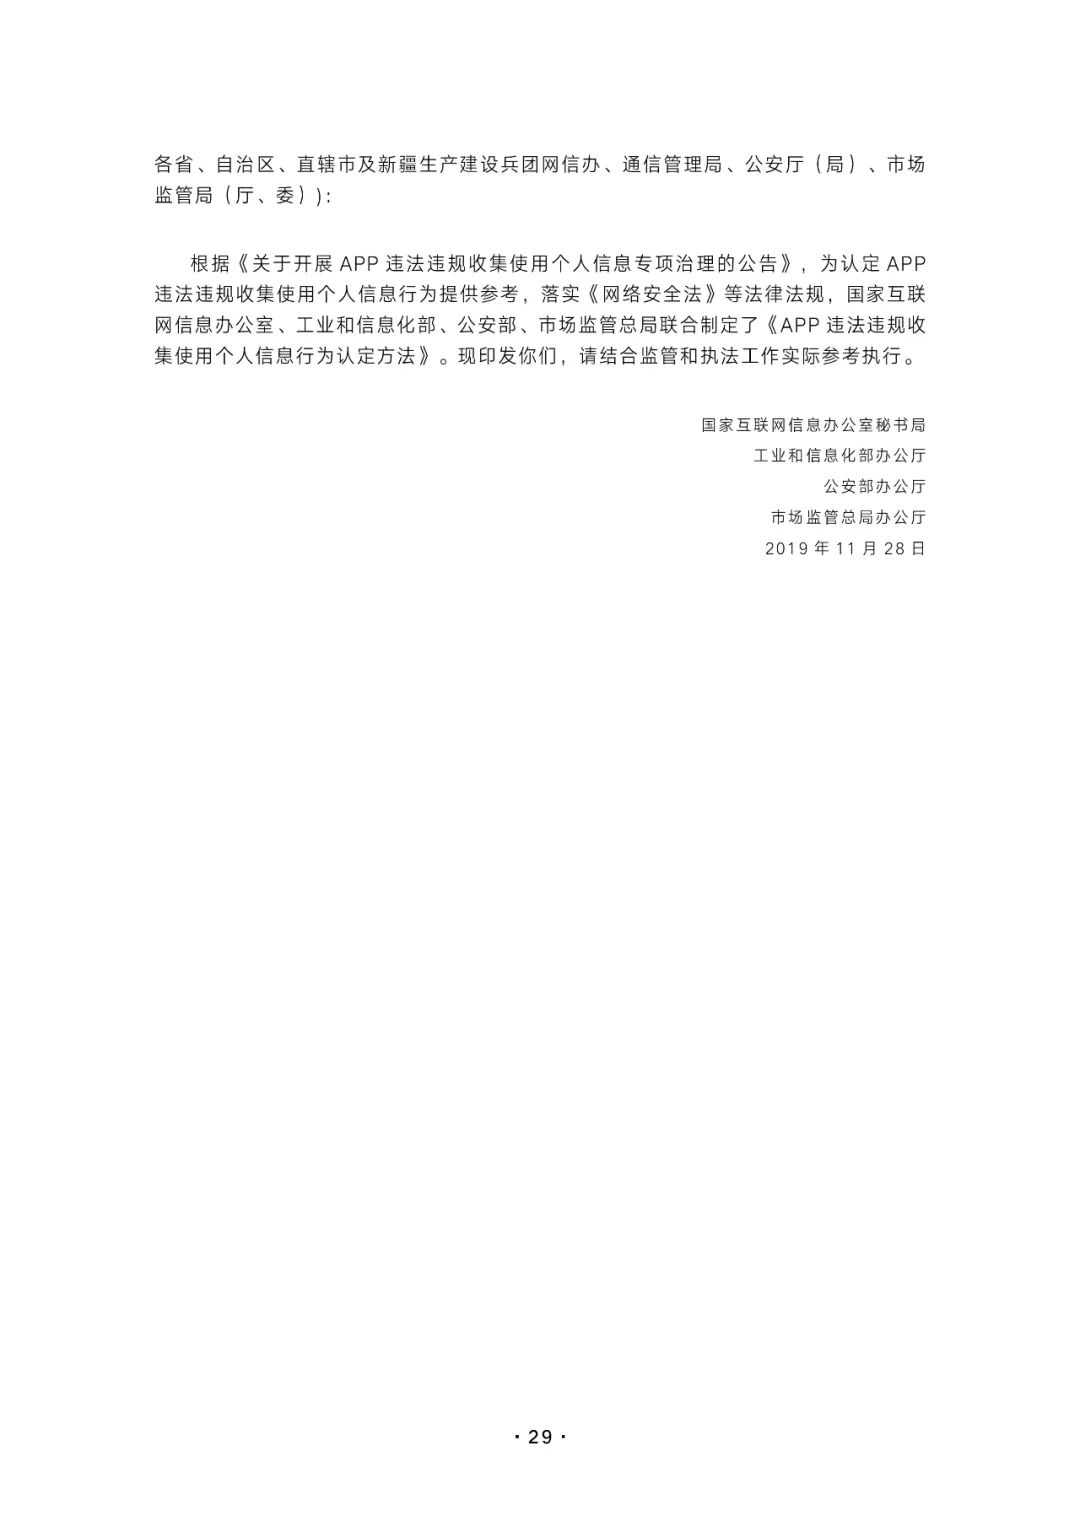 各省、自治区、直辖市及新疆生产建设兵团网信办、通信管理局、公安厅（局）、市场
监管局（厅、委）)：
根据《关于开展 APP 违法违规收集使用个人信息专项治理的公告》，为认定 APP
违法违规收集使用个人信息行为提供参考，落实《网络安全法》等法律法规，国家互联
网信息办公室、工业和信息化部、公安部、市场监管总局联合制定了《APP 违法违规收
集使用个人信息行为认定方法》。现印发你们，请结合监管和执法工作实际参考执行。
国家互联网信息办公室秘书局
工业和信息化部办公厅
公安部办公厅
市场监管总局办公厅
2019 年 11 月 28 日
· 29 ·